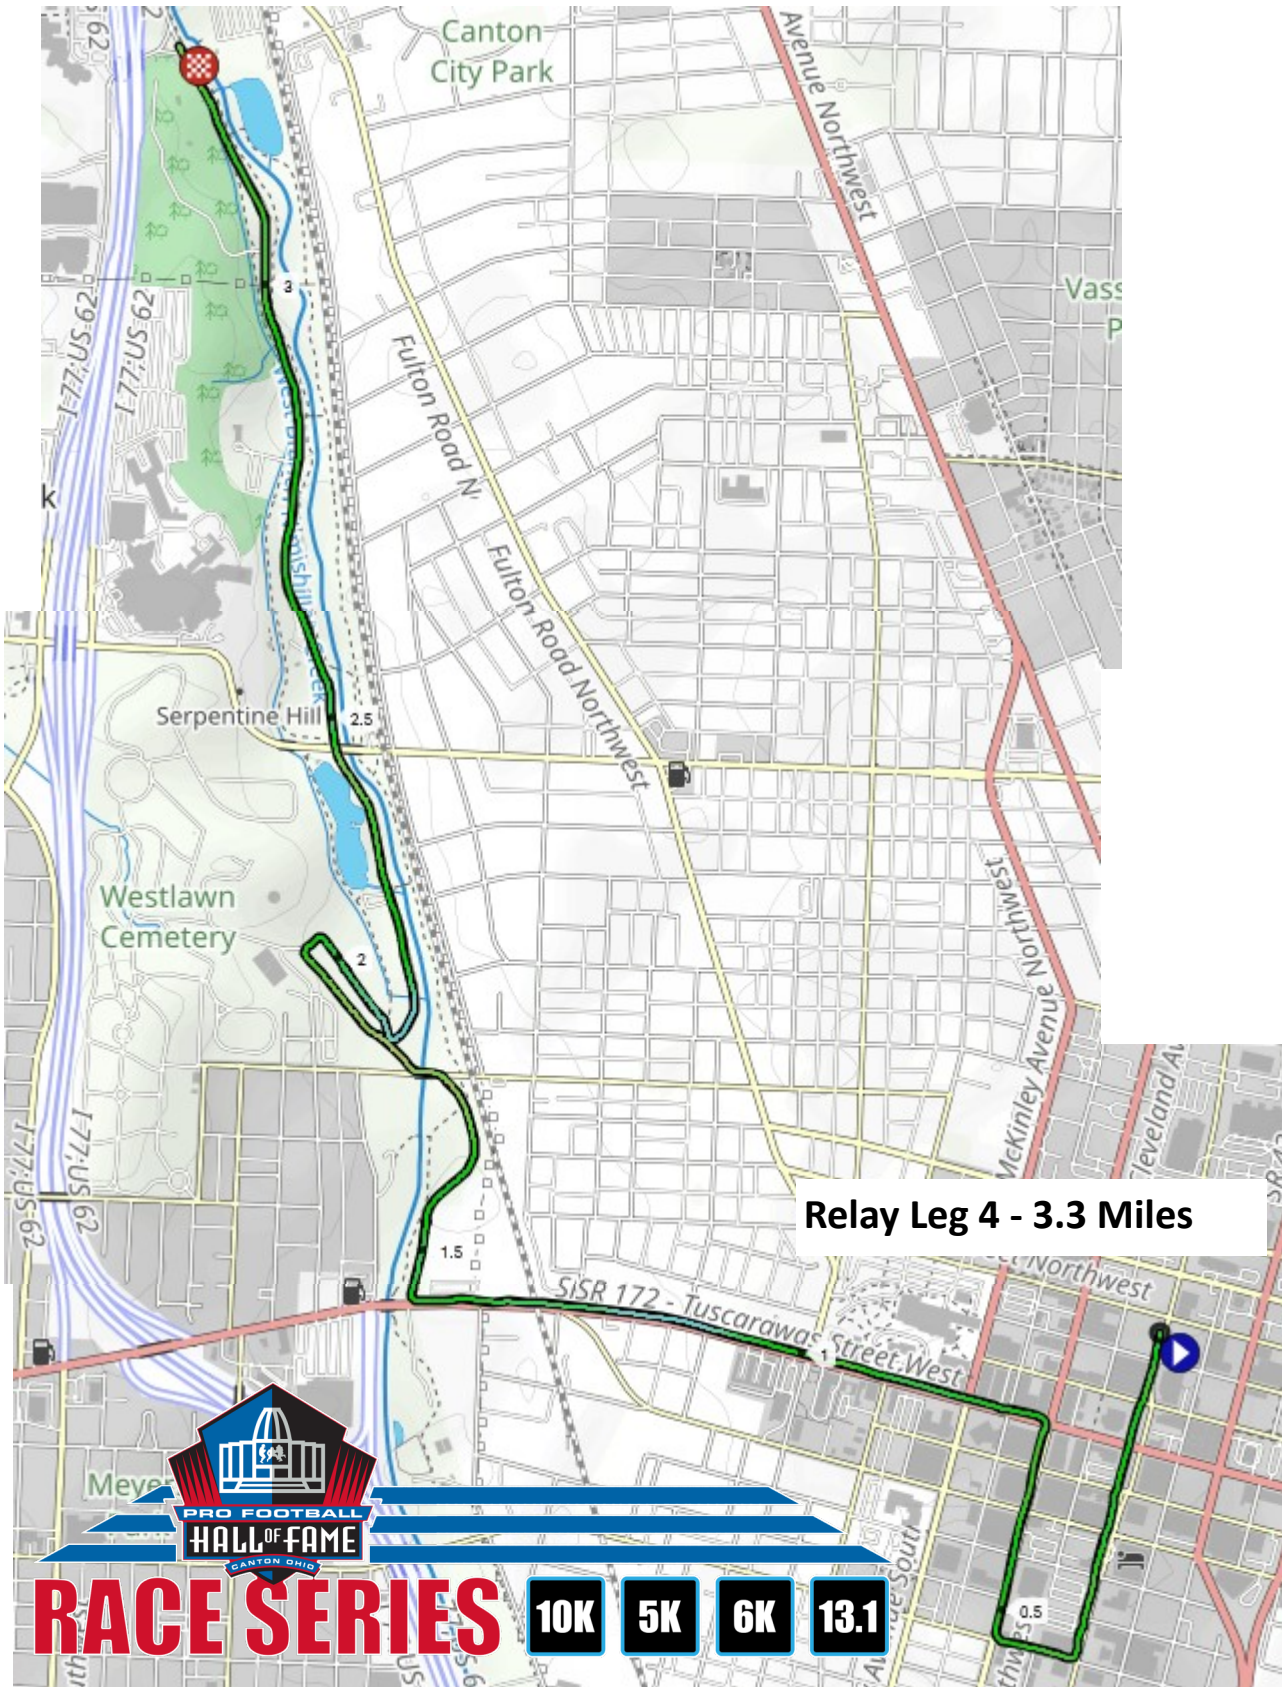 62
2
Canton
City Park
Avenue Northwest
3
Vass
P
I 77;US 62
I 77;US 62
Fulton Road N
k
Fulton Road Northwest
Serpentine Hill
2.5
Westlawn
Cemetery
2
McKinley Avenue Northwest
Cleveland Av
I 77;US 62
I 77;US 62
Relay Leg 4 - 3.3 Miles
1.5
Northwest
SR 172 - Tuscarawas Street West
1
Meyer
PRO FOOTBALL
HALL OF FAME
CANTON OHIO
RACE SERIES
10K
5K
6K
13.1
0.5